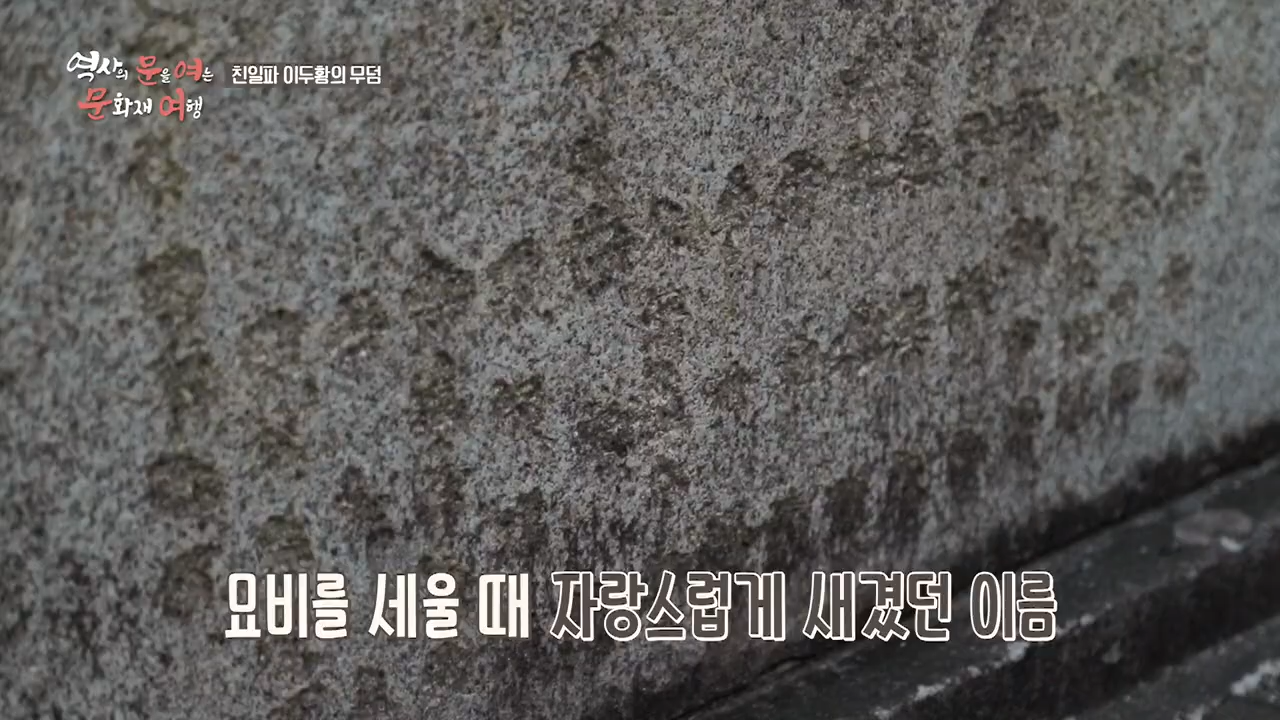 역사의 문을 여는
문화재 여행
친일파 이두황의 무덤
묘비를 세울 때 자랑스럽게 새겼던 이름